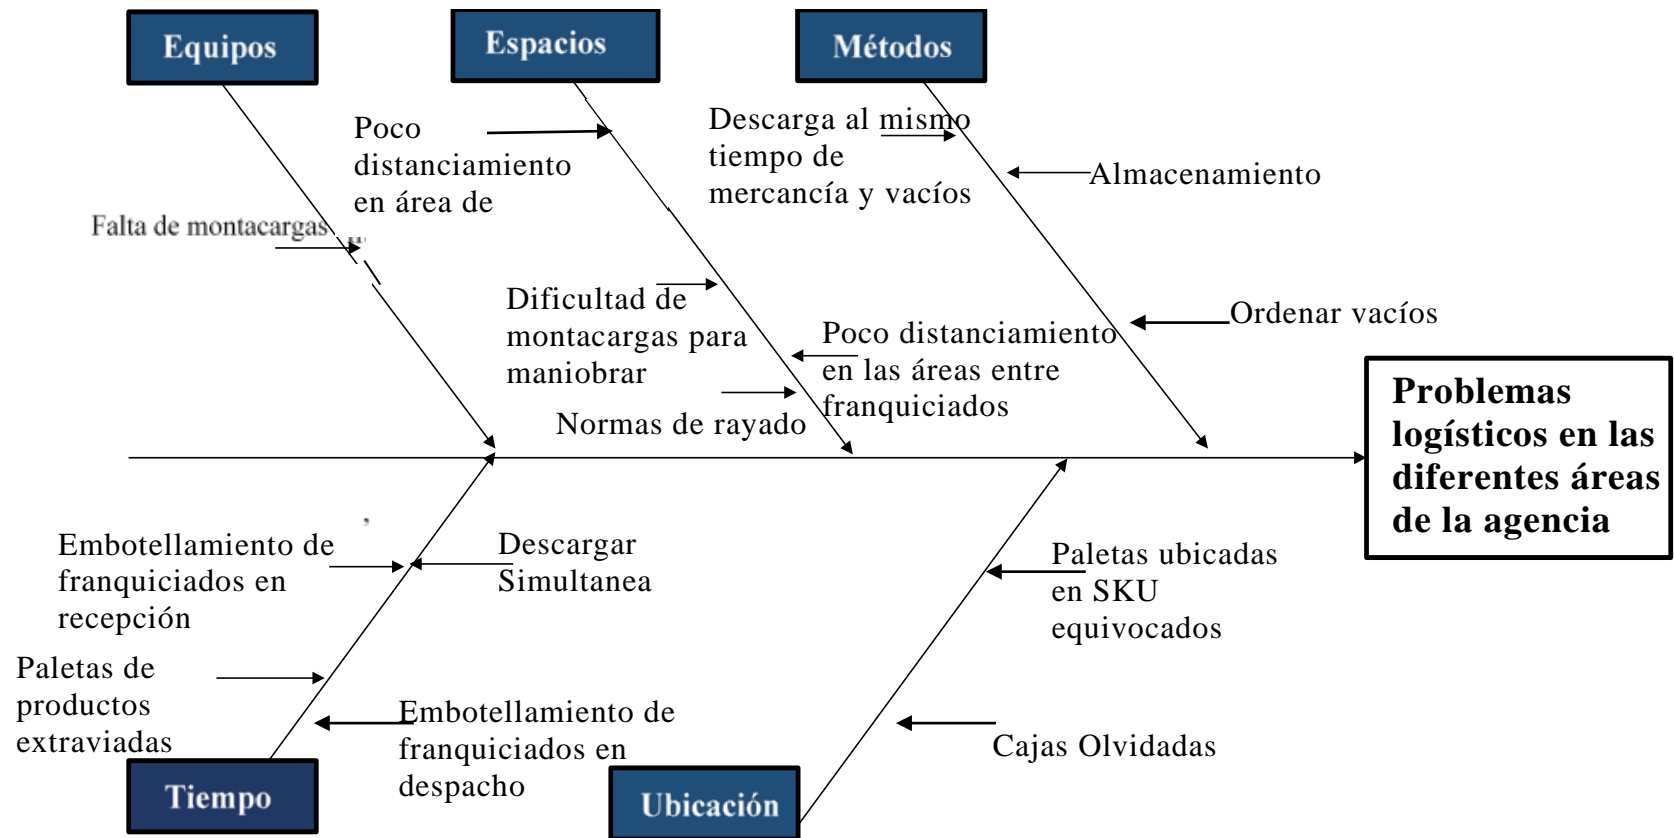 Equipos
Espacios
Métodos
Poco
distanciamiento
en área de
Descarga al mismo
tiempo de
mercancía y vacíos
Almacenamiento
Falta de montacargas
Dificultad de
montacargas para
maniobrar
Poco distanciamiento
en las áreas entre
franquiciados
Ordenar vacíos
Normas de rayado
Problemas
logísticos en las
diferentes áreas
de la agencia
Embotellamiento de
franquiciados en
recepción
Descargar
Simultanea
Paletas ubicadas
en SKU
equivocados
Paletas de
productos
extraviadas
Embotellamiento de
franquiciados en
despacho
Cajas Olvidadas
Tiempo
Ubicación